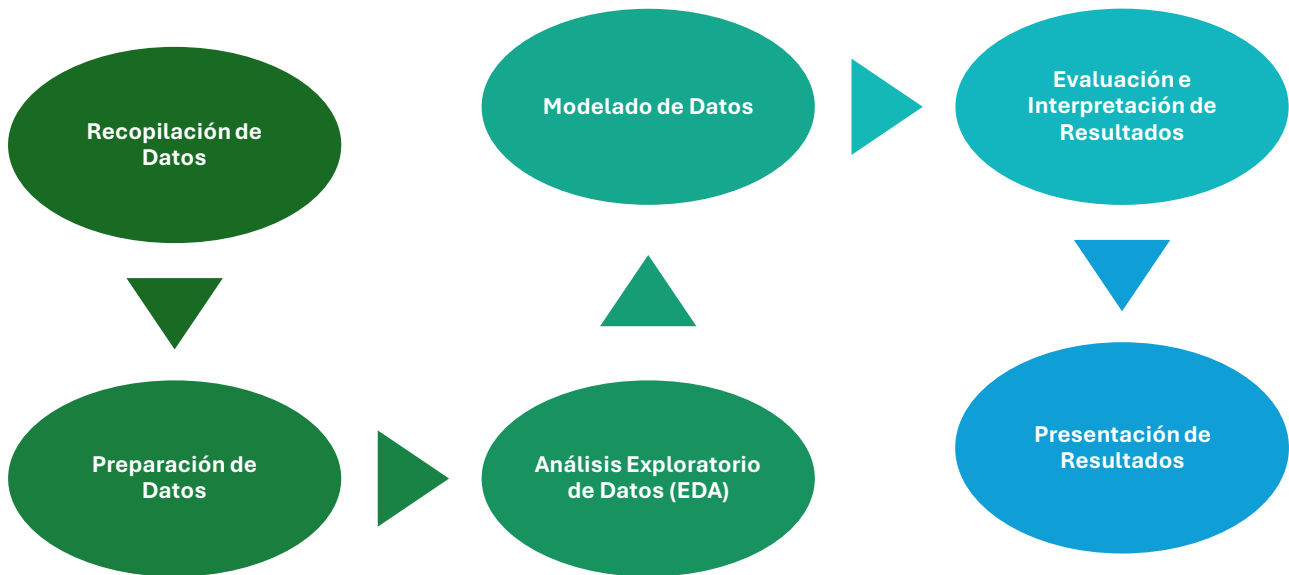 Recopilación de
Datos
Preparación de
Datos
Análisis Exploratorio
de Datos (EDA)
Modelado de Datos
Evaluación e
Interpretación de
Resultados
Presentación de
Resultados